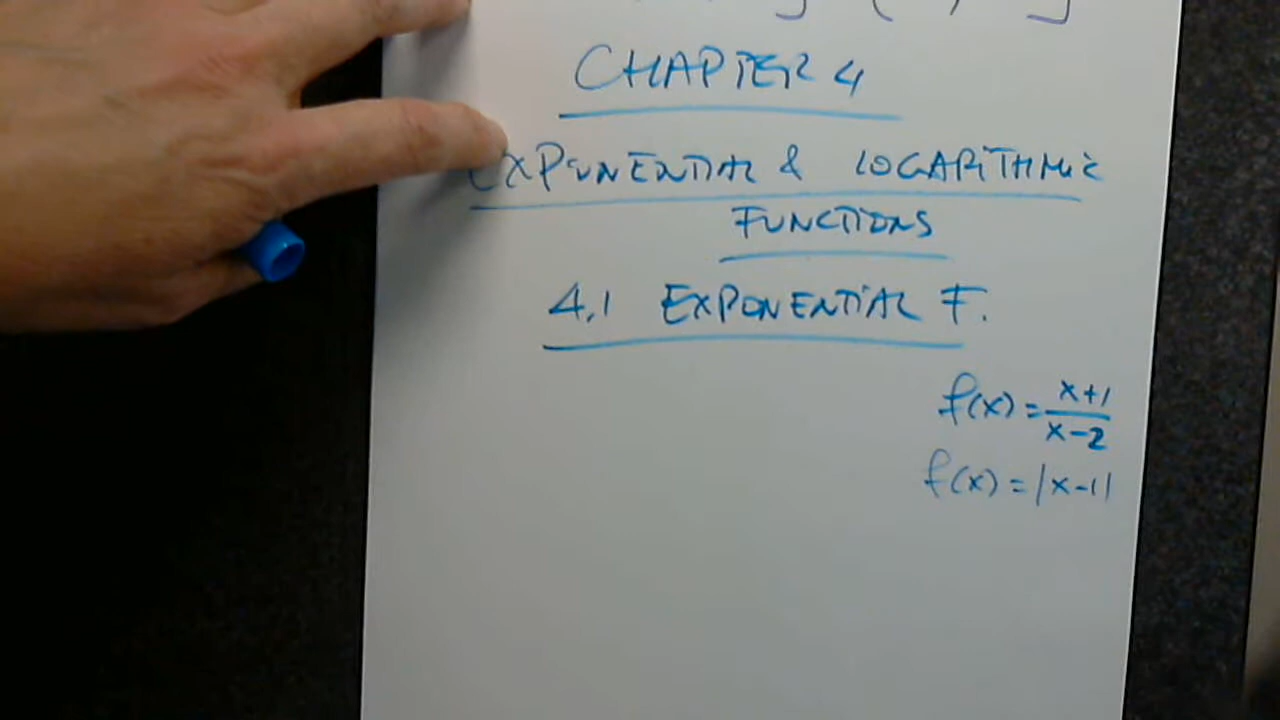 CHAPTER 4
EXPONENTIAL & LOGARITHMIC
FUNCTIONS
4.1 EXPONENTIAL F.
f(x) = x+1 / x-2
f(x) = |x-1|